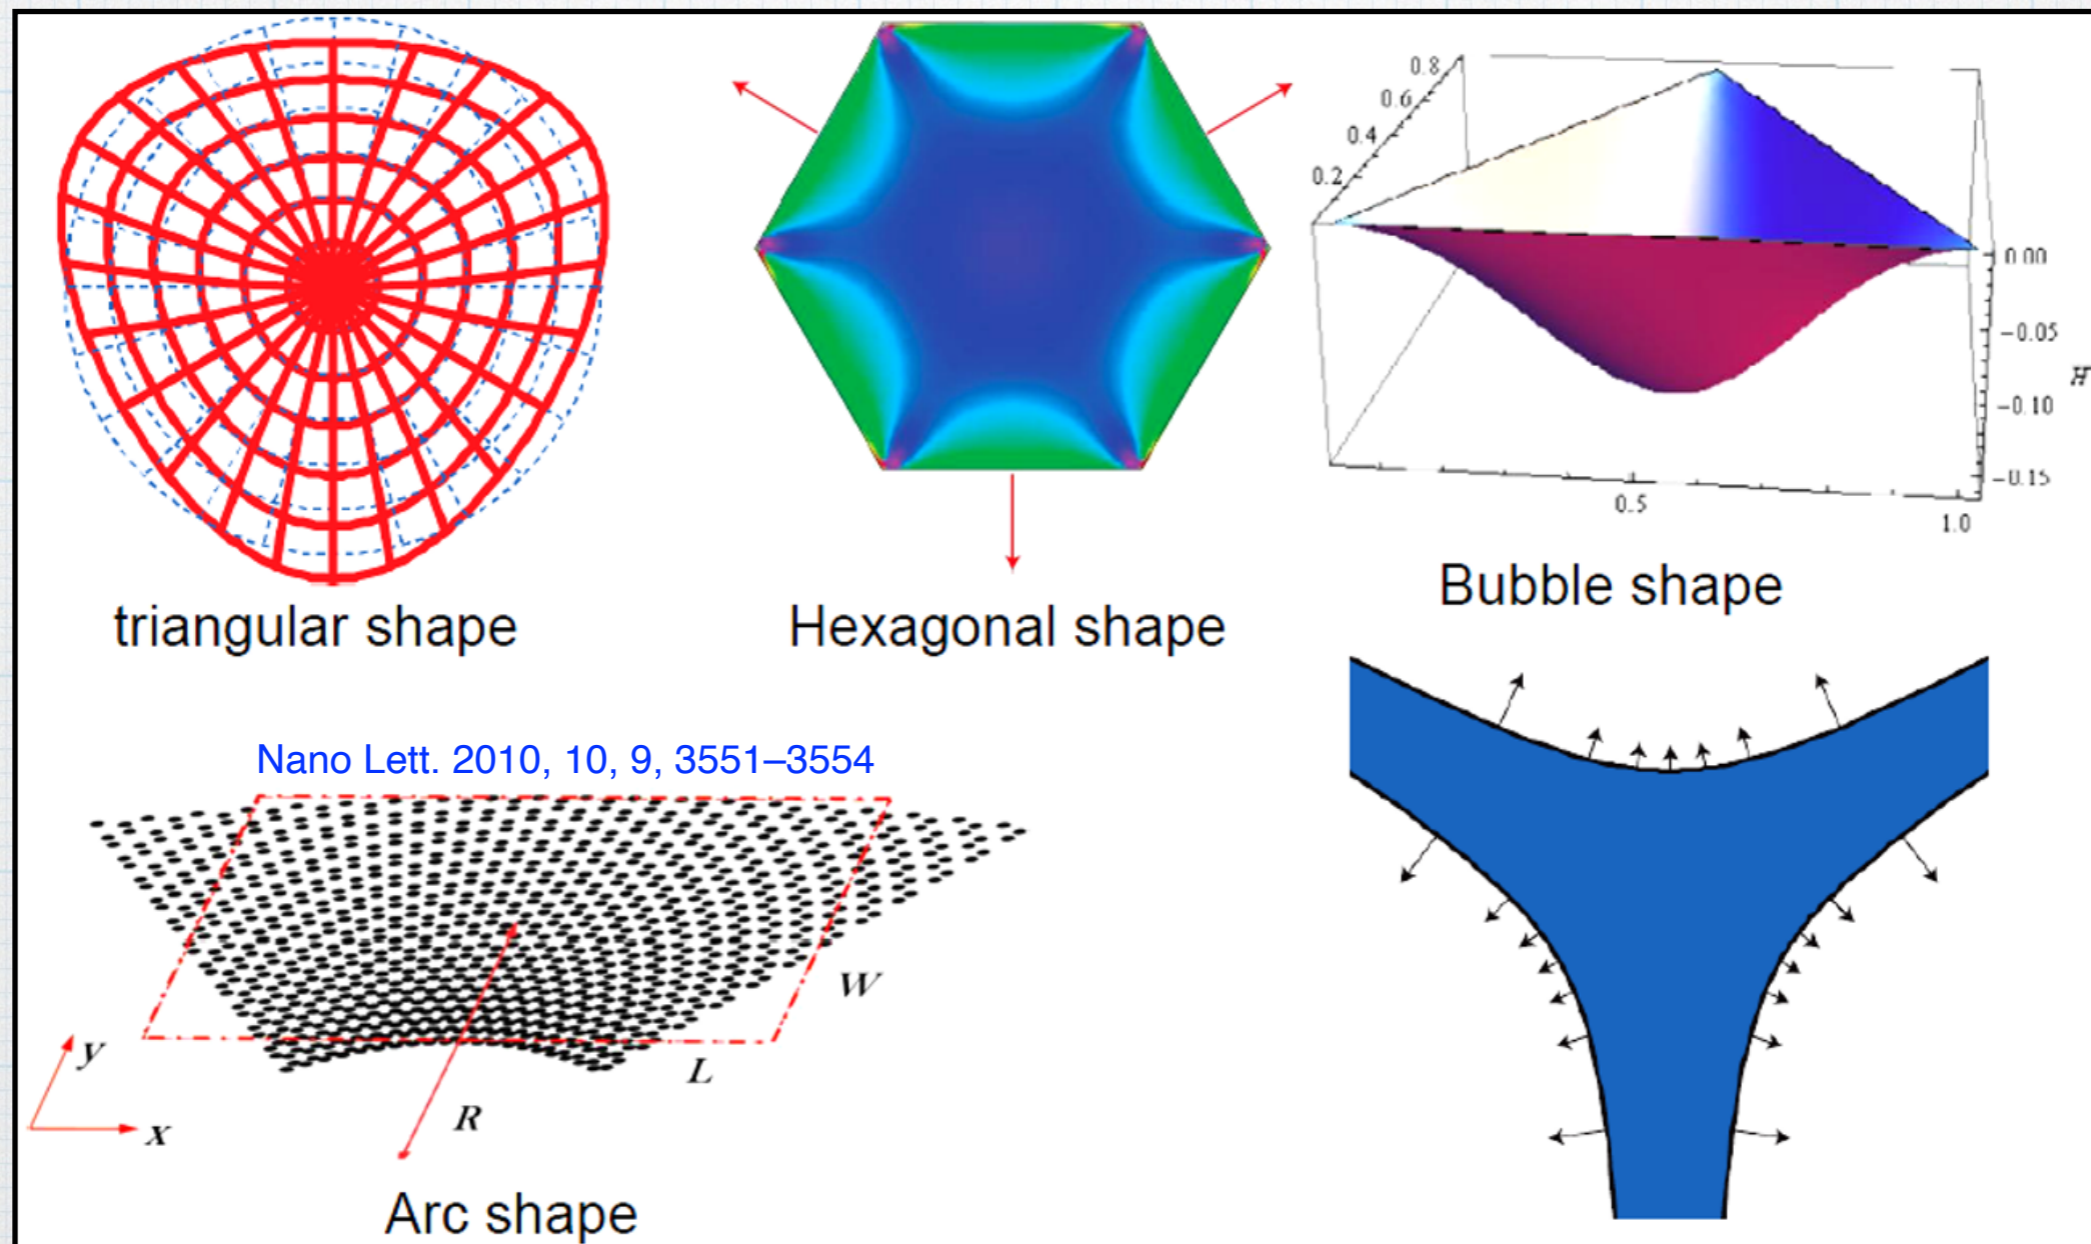 0.8
0.6
0.4
0.2
0.00
−0.05
−0.10
−0.15
H
0.5
1.0
triangular shape
Hexagonal shape
Bubble shape
Nano Lett. 2010, 10, 9, 3551–3554
W
L
R
y
x
Arc shape